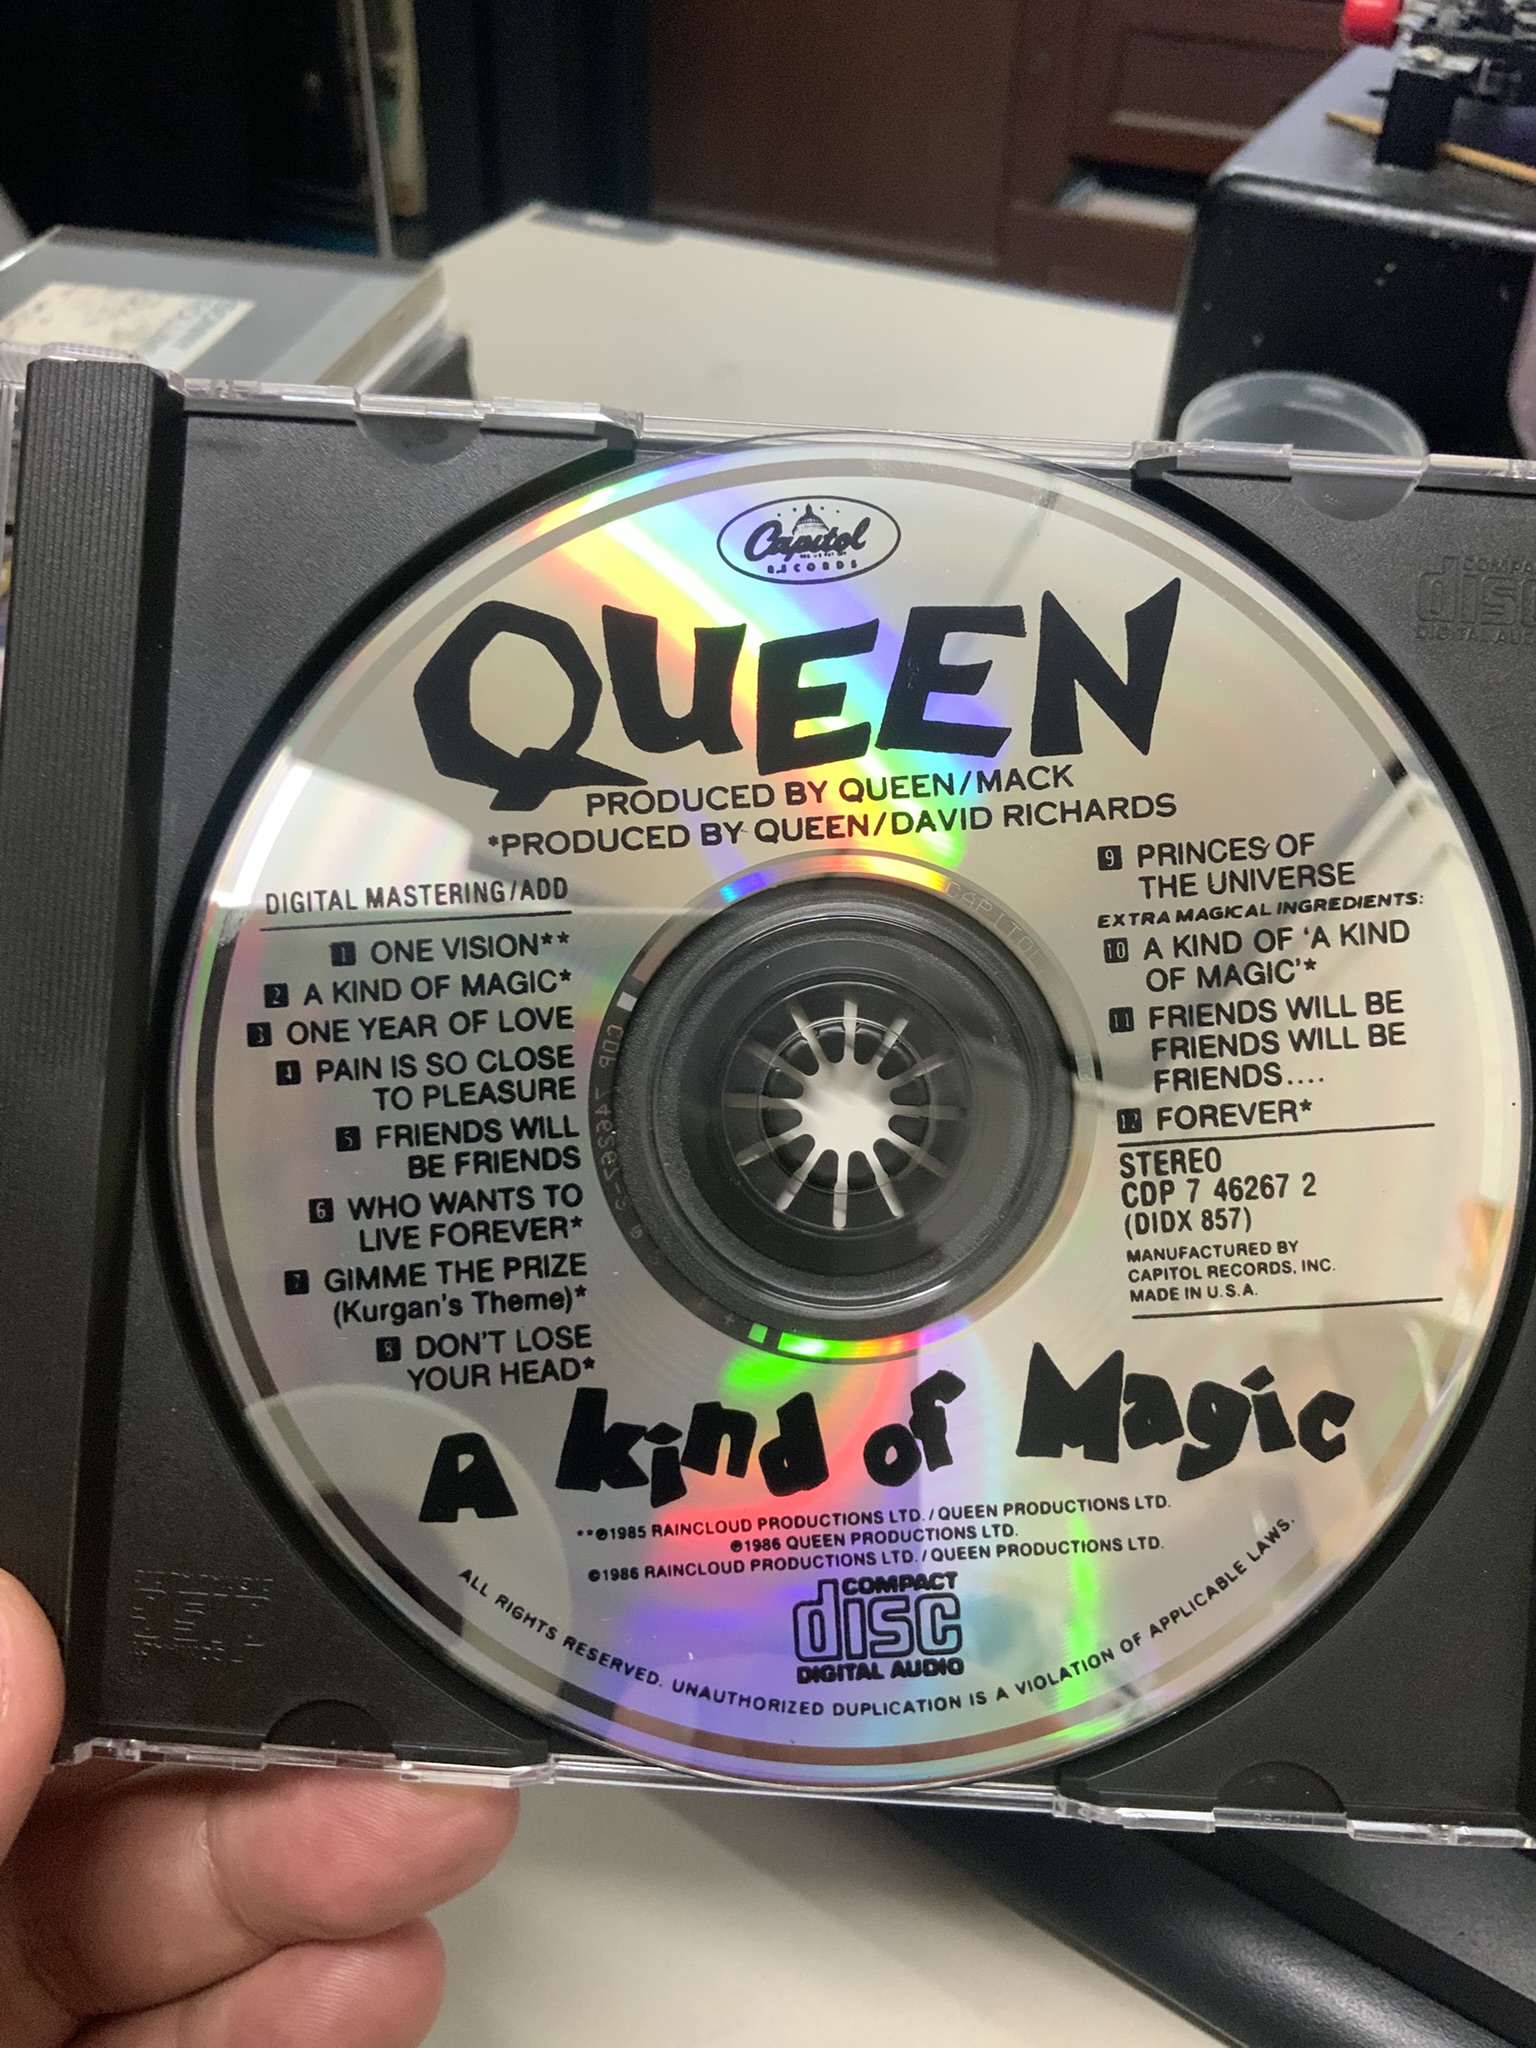 Capitol
RECORDS
QUEEN
PRODUCED BY QUEEN/MACK
*PRODUCED BY QUEEN/DAVID RICHARDS
DIGITAL MASTERING/ADD
1 ONE VISION**
2 A KIND OF MAGIC*
3 ONE YEAR OF LOVE
4 PAIN IS SO CLOSE
TO PLEASURE
5 FRIENDS WILL
BE FRIENDS
6 WHO WANTS TO
LIVE FOREVER*
7 GIMME THE PRIZE
(Kurgan's Theme)*
8 DON'T LOSE
YOUR HEAD*
9 PRINCES OF
THE UNIVERSE
EXTRA MAGICAL INGREDIENTS:
10 A KIND OF 'A KIND
OF MAGIC'*
11 FRIENDS WILL BE
FRIENDS WILL BE
FRIENDS....
12 FOREVER*
STEREO
CDP 7 46267 2
(DIDX 857)
MANUFACTURED BY
CAPITOL RECORDS, INC.
MADE IN U.S.A.
CAPITOL
A kind of Magic
**℗1985 RAINCLOUD PRODUCTIONS LTD./QUEEN PRODUCTIONS LTD.
℗1986 QUEEN PRODUCTIONS LTD.
©1986 RAINCLOUD PRODUCTIONS LTD./QUEEN PRODUCTIONS LTD.
COMPACT
disc
DIGITAL AUDIO
ALL RIGHTS RESERVED. UNAUTHORIZED DUPLICATION IS A VIOLATION OF APPLICABLE LAWS.